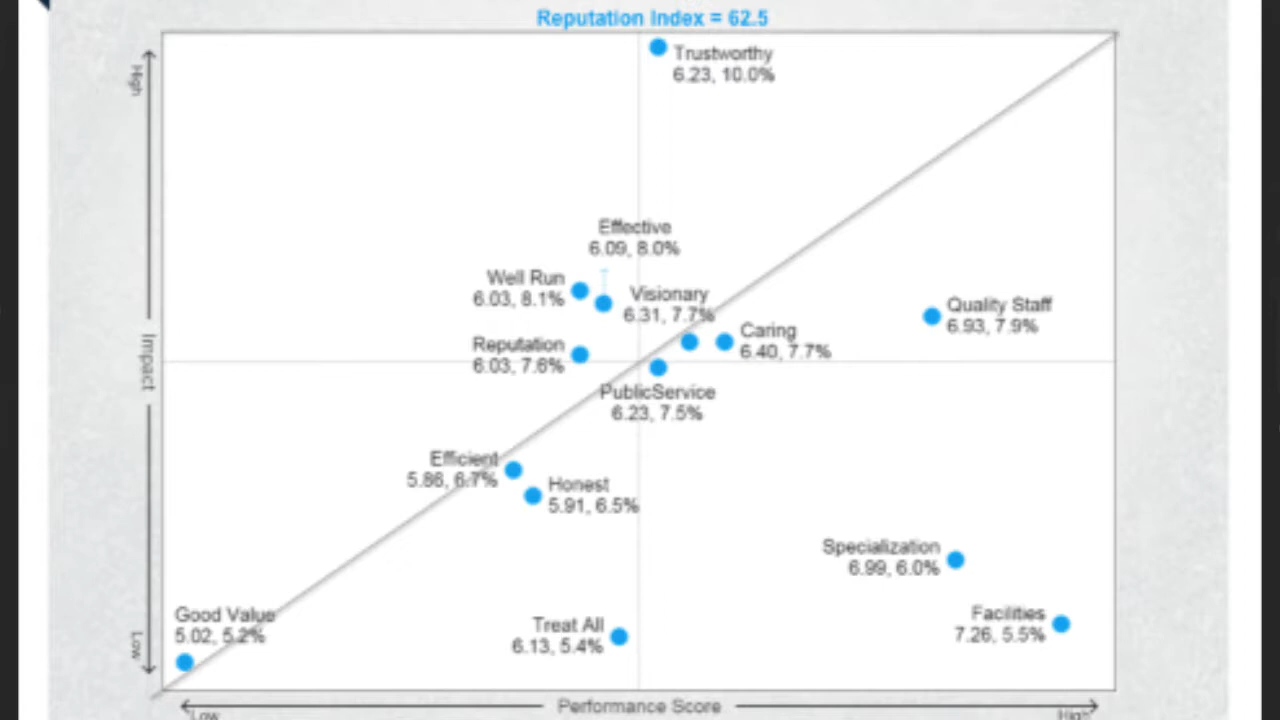 Reputation Index = 62.5
High
Trustworthy
6.23, 10.0%
Effective
6.09, 8.0%
Well Run
6.03, 8.1%
Visionary
6.31, 7.7%
Quality Staff
6.93, 7.9%
Caring
6.40, 7.7%
Reputation
6.03, 7.6%
Impact
PublicService
6.23, 7.5%
Efficient
5.86, 6.7%
Honest
5.91, 6.5%
Specialization
6.99, 6.0%
Facilities
7.26, 5.5%
Good Value
5.02, 5.2%
Treat All
6.13, 5.4%
Low
Performance Score
Low
High